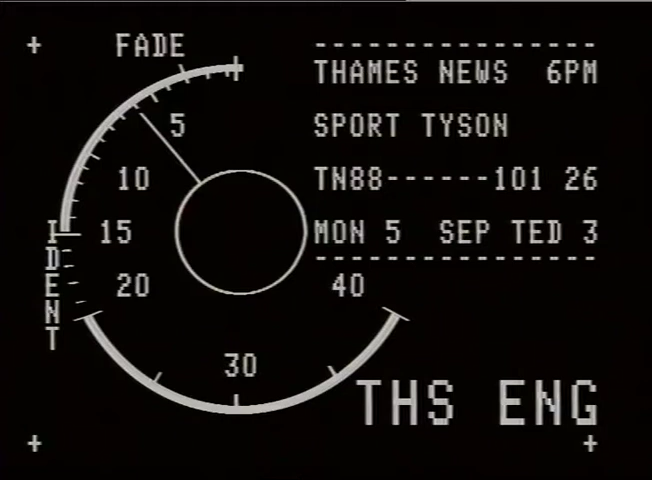 FADE
THAMES NEWS 6PM
SPORT TYSON
TN88------101 26
MON 5 SEP TED 3
5
10
15
20
30
40
IDENT
THS ENG